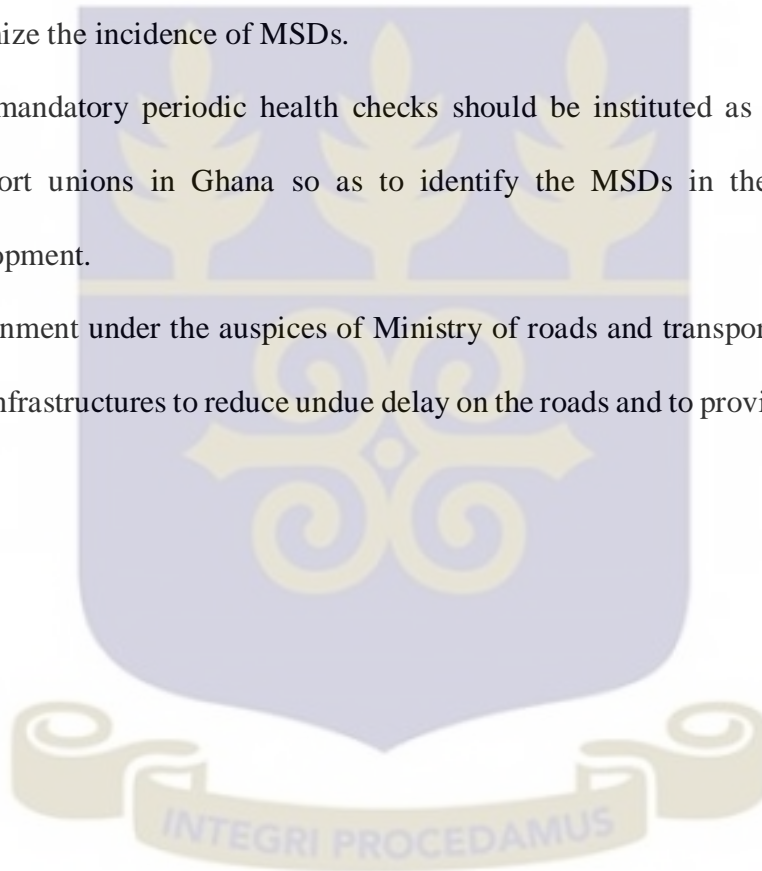 nize the incidence of MSDs.
mandatory periodic health checks should be instituted as
ort unions in Ghana so as to identify the MSDs in the
opment.
rnment under the auspices of Ministry of roads and transpor
nfrastructures to reduce undue delay on the roads and to provi
INTEGRI PROCEDAMUS